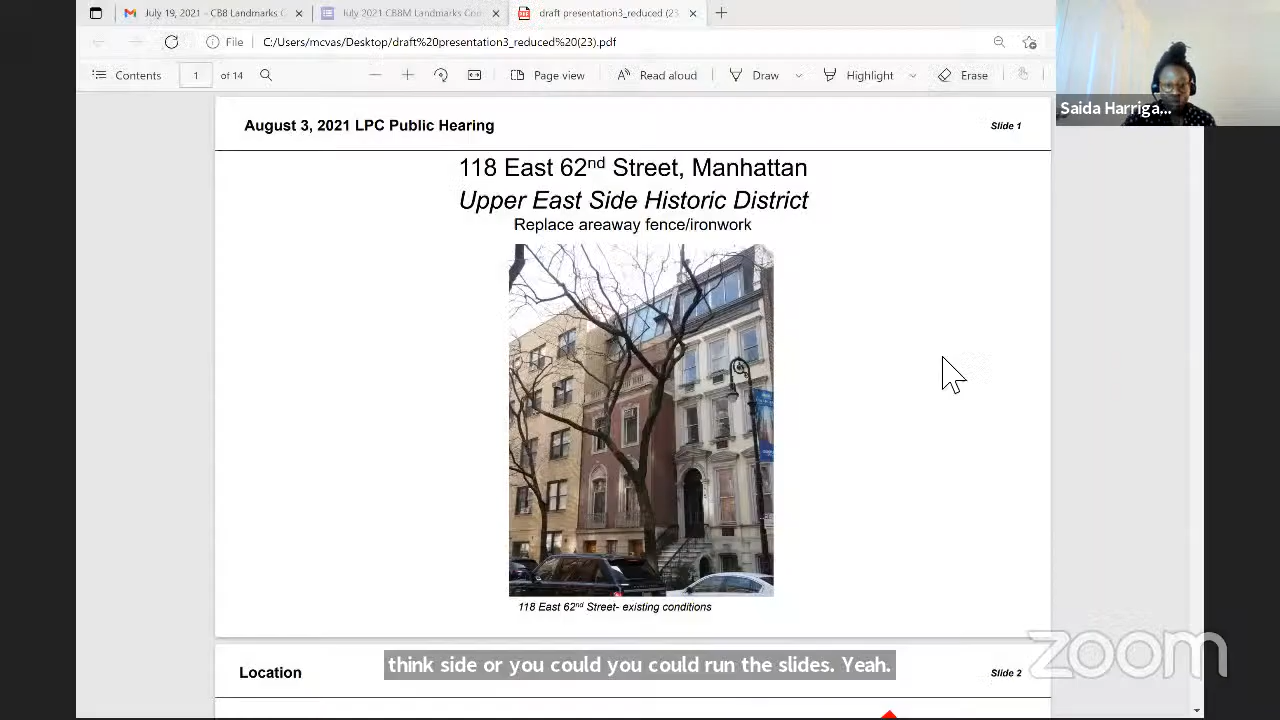 July 19, 2021 - CB8 Landmarks C
July 2021 CB8M Landmarks Com
draft presentation3_reduced (23
File
C:/Users/mcvas/Desktop/draft%20presentation3_reduced%20(23).pdf
Contents
1
of 14
Page view
Read aloud
Draw
Highlight
Erase
Saida Harriga...
August 3, 2021 LPC Public Hearing
Slide 1
118 East 62nd Street, Manhattan
Upper East Side Historic District
Replace areaway fence/ironwork
118 East 62nd Street- existing conditions
think side or you could you could run the slides. Yeah.
zoom
Location
Slide 2